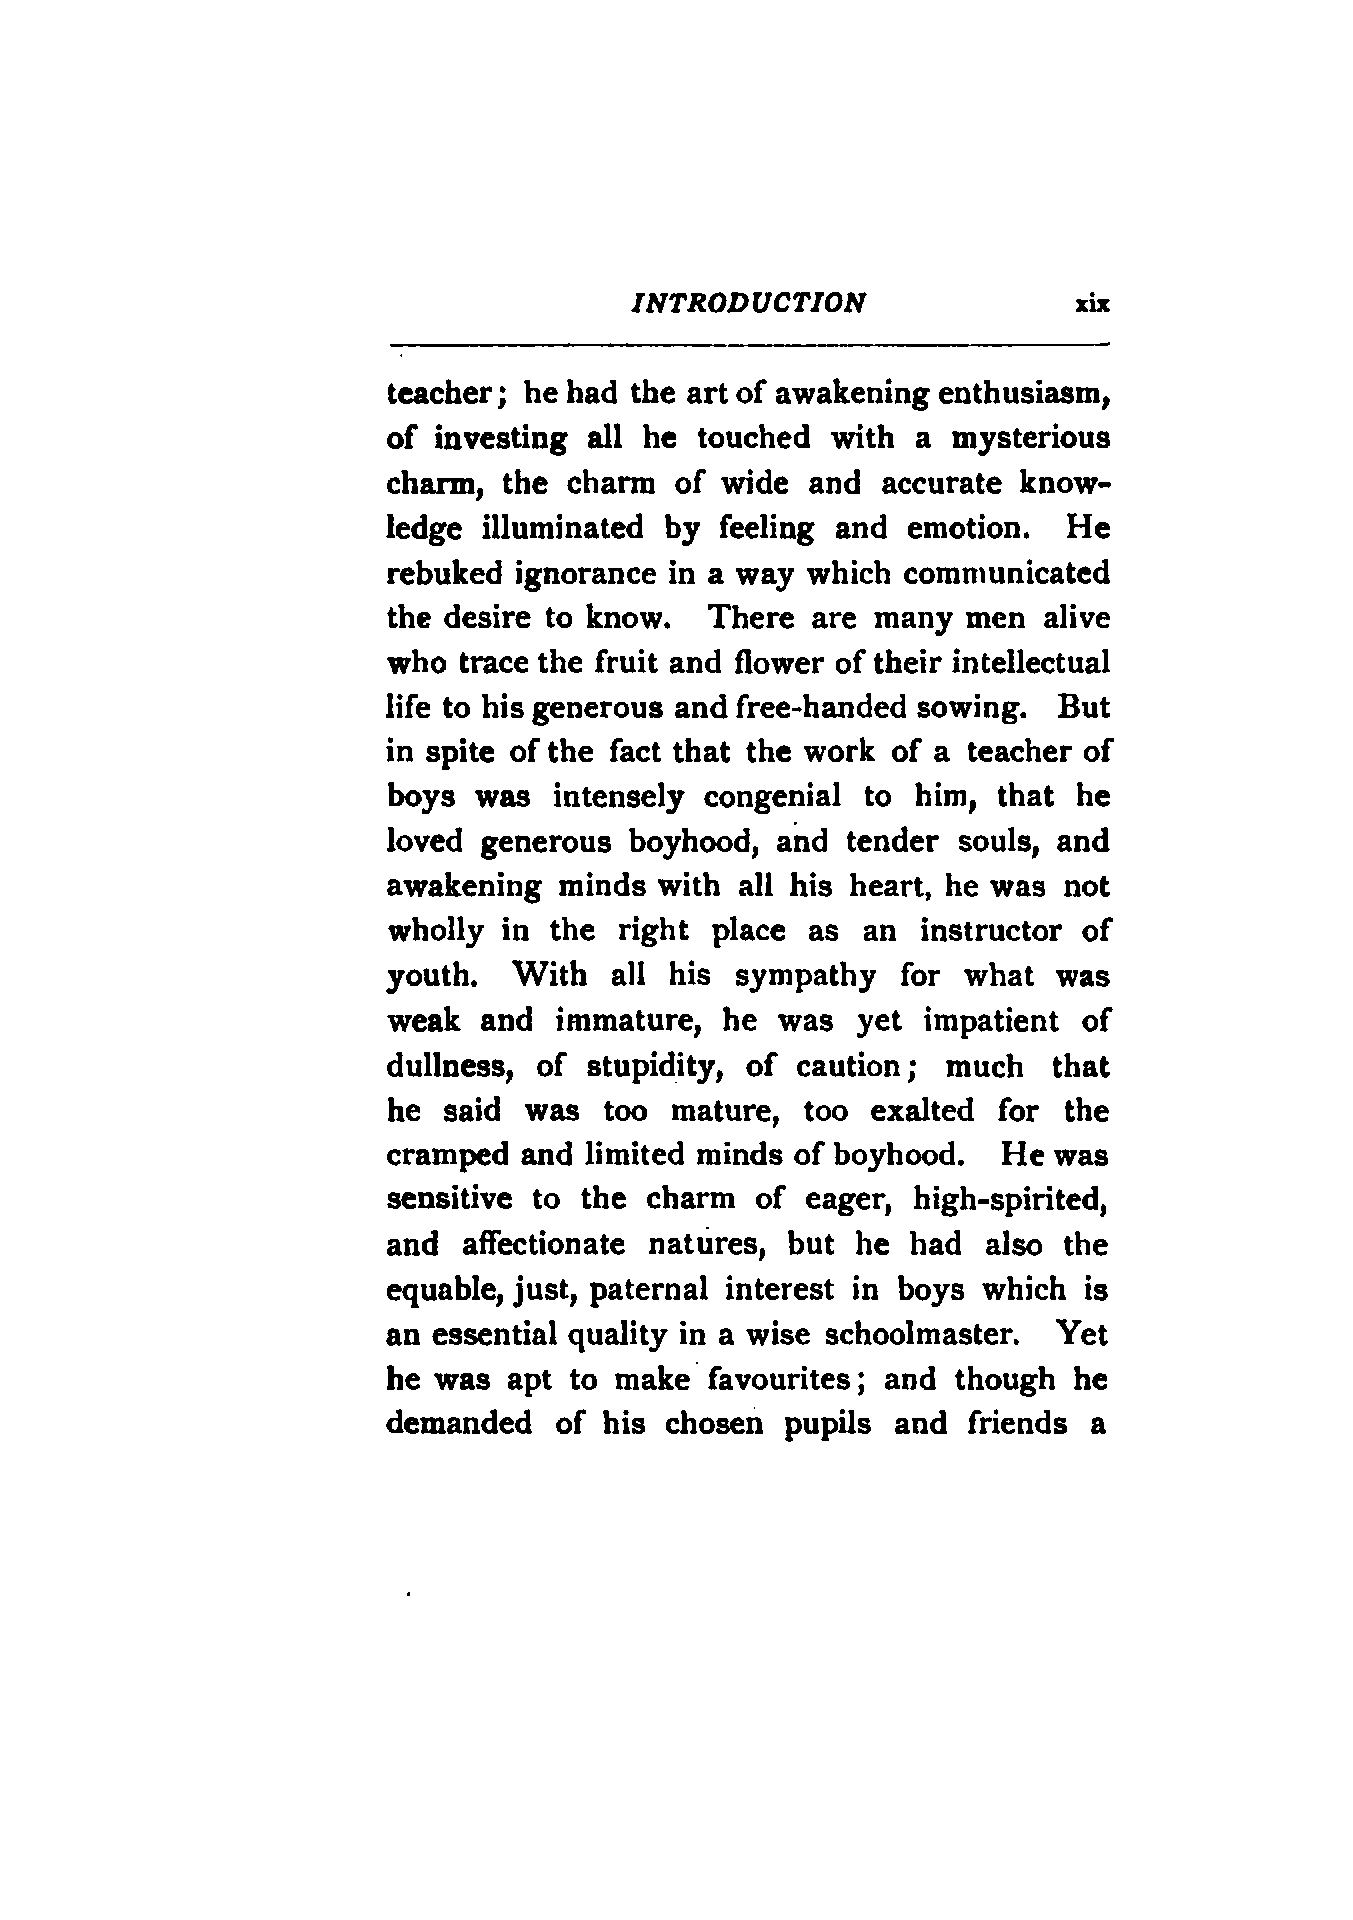 INTRODUCTION xix
teacher; he had the art of awakening enthusiasm,
of investing all he touched with a mysterious
charm, the charm of wide and accurate know-
ledge illuminated by feeling and emotion. He
rebuked ignorance in a way which communicated
the desire to know. There are many men alive
who trace the fruit and flower of their intellectual
life to his generous and free-handed sowing. But
in spite of the fact that the work of a teacher of
boys was intensely congenial to him, that he
loved generous boyhood, and tender souls, and
awakening minds with all his heart, he was not
wholly in the right place as an instructor of
youth. With all his sympathy for what was
weak and immature, he was yet impatient of
dullness, of stupidity, of caution; much that
he said was too mature, too exalted for the
cramped and limited minds of boyhood. He was
sensitive to the charm of eager, high-spirited,
and affectionate natures, but he had also the
equable, just, paternal interest in boys which is
an essential quality in a wise schoolmaster. Yet
he was apt to make favourites; and though he
demanded of his chosen pupils and friends a